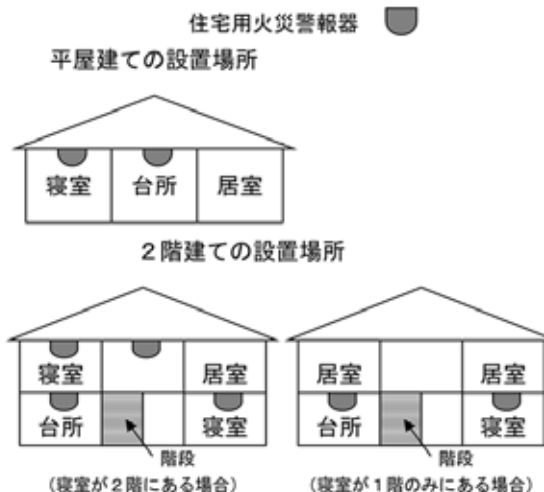 住宅用火災警報器
平屋建ての設置場所
寝室 台所 居室
2階建ての設置場所
寝室 居室
台所 寝室
階段
(寝室が2階にある場合)
居室 居室
台所 寝室
階段
(寝室が1階のみにある場合)